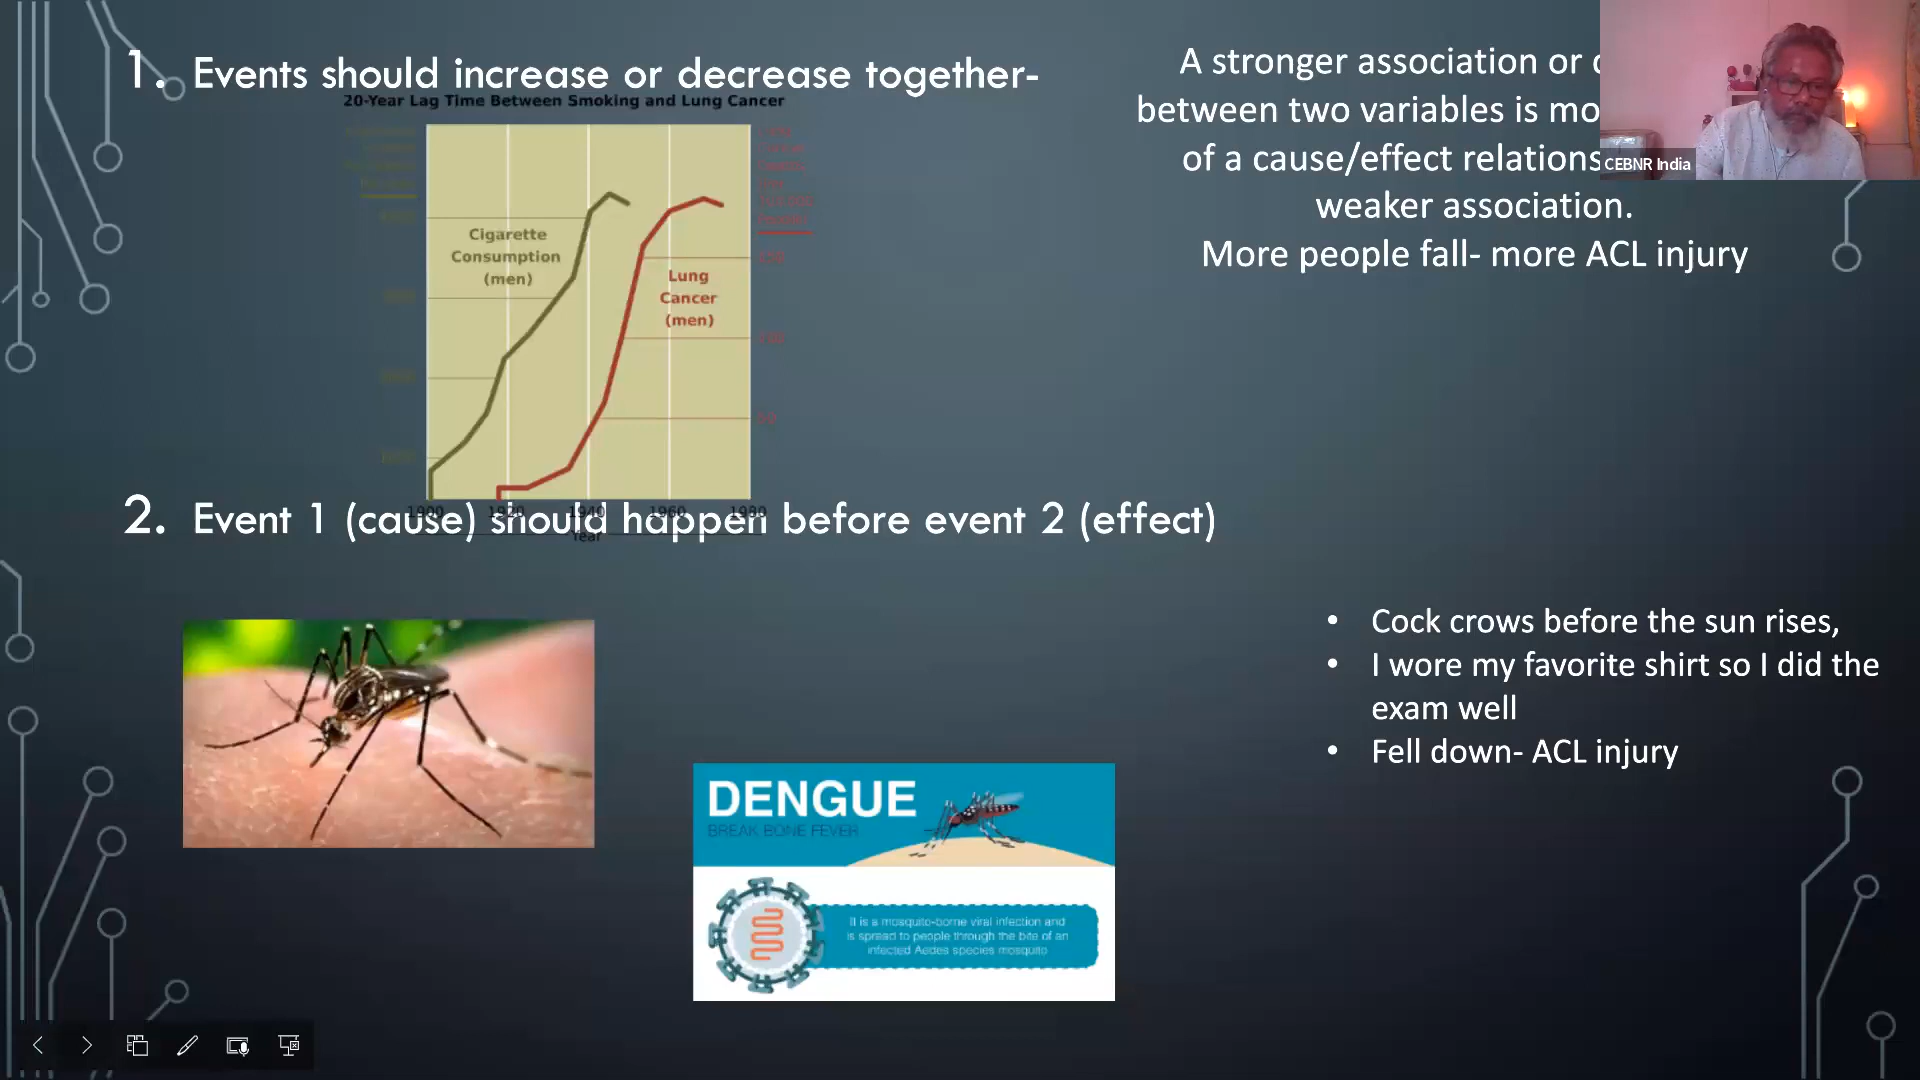 1. Events should increase or decrease together-
20-Year Lag Time Between Smoking and Lung Cancer
Cigarette
Consumption
(men)
Lung
Cancer
(men)
1900 1920 1940 1960 1980
Year
A stronger association or
between two variables is
of a cause/effect
weaker association.
More people fall- more ACL injury
CEBNR India
2. Event 1 (cause) should happen before event 2 (effect)
• Cock crows before the sun rises,
• I wore my favorite shirt so I did the
exam well
• Fell down- ACL injury
DENGUE
BREAK BONE FEVER
It is a mosquito-borne viral infection and
is spread to people through the bite of an
infected Aedes species mosquito